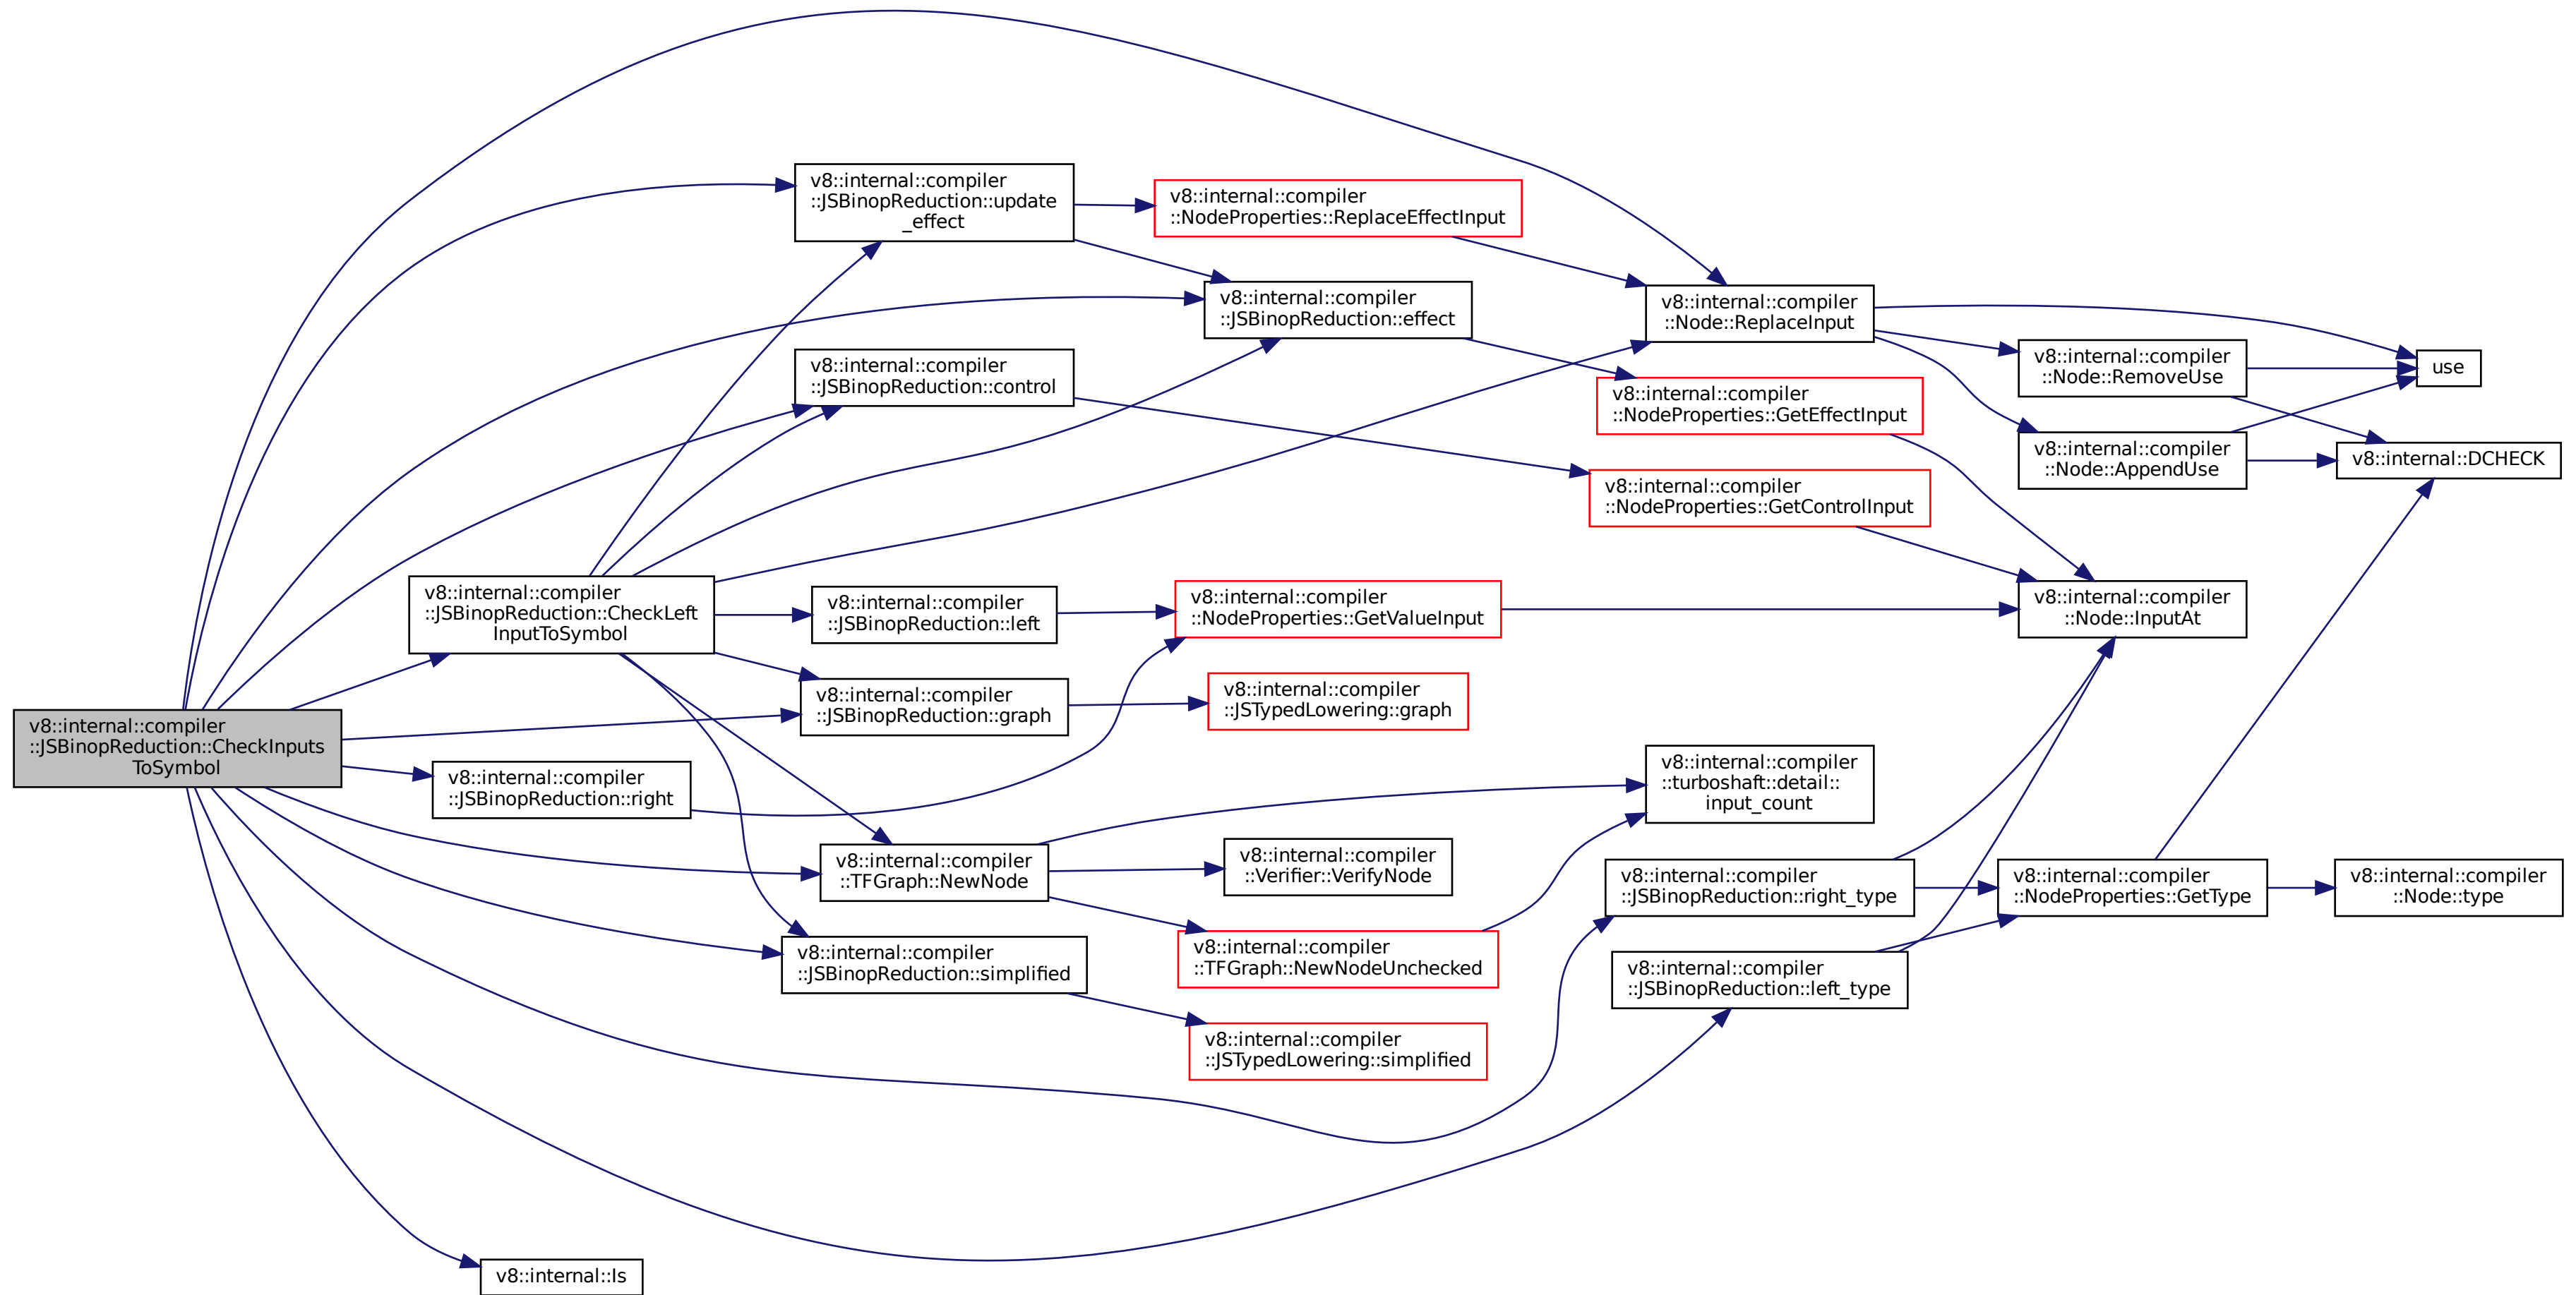 v8::internal::compiler
::JSBinopReduction::CheckInputs
ToSymbol
v8::internal::compiler
::JSBinopReduction::CheckLeft
InputToSymbol
v8::internal::compiler
::JSBinopReduction::right
v8::internal::Is
v8::internal::compiler
::JSBinopReduction::update
_effect
v8::internal::compiler
::JSBinopReduction::control
v8::internal::compiler
::JSBinopReduction::left
v8::internal::compiler
::JSBinopReduction::graph
v8::internal::compiler
::TFGraph::NewNode
v8::internal::compiler
::JSBinopReduction::simplified
v8::internal::compiler
::NodeProperties::ReplaceEffectInput
v8::internal::compiler
::JSBinopReduction::effect
v8::internal::compiler
::NodeProperties::GetValueInput
v8::internal::compiler
::JSTypedLowering::graph
v8::internal::compiler
::Verifier::VerifyNode
v8::internal::compiler
::TFGraph::NewNodeUnchecked
v8::internal::compiler
::JSTypedLowering::simplified
v8::internal::compiler
::Node::ReplaceInput
v8::internal::compiler
::NodeProperties::GetEffectInput
v8::internal::compiler
::NodeProperties::GetControlInput
v8::internal::compiler
::turboshaft::detail::
input_count
v8::internal::compiler
::JSBinopReduction::right_type
v8::internal::compiler
::JSBinopReduction::left_type
v8::internal::compiler
::Node::RemoveUse
v8::internal::compiler
::Node::AppendUse
v8::internal::compiler
::Node::InputAt
v8::internal::compiler
::NodeProperties::GetType
use
v8::internal::DCHECK
v8::internal::compiler
::Node::type